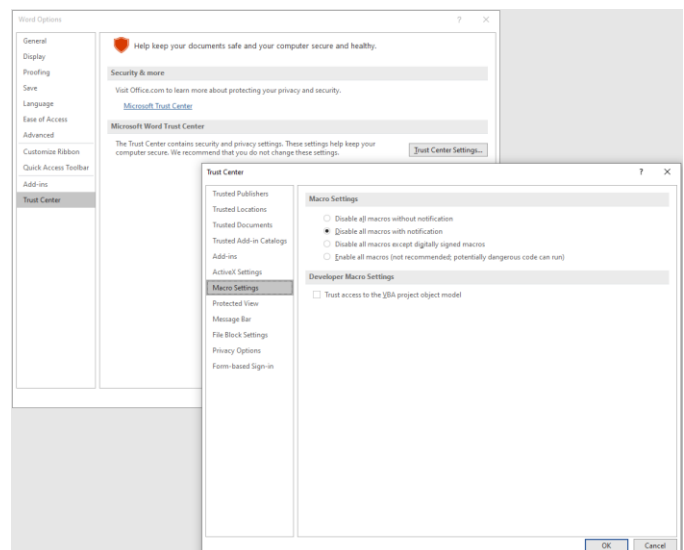 Word Options
General
Display
Proofing
Save
Language
Ease of Access
Advanced
Customize Ribbon
Quick Access Toolbar
Add-ins
Trust Center
Help keep your documents safe and your computer secure and healthy.
Security & more
Visit Office.com to learn more about protecting your privacy and security.
Microsoft Trust Center
Microsoft Word Trust Center
The Trust Center contains security and privacy settings. These settings help keep your
computer secure. We recommend that you do not change these settings.
Trust Center Settings...
Trust Center
Trusted Publishers
Trusted Locations
Trusted Documents
Trusted Add-in Catalogs
Add-ins
ActiveX Settings
Macro Settings
Protected View
Message Bar
File Block Settings
Privacy Options
Form-based Sign-in
Macro Settings
Disable all macros without notification
Disable all macros with notification
Disable all macros except digitally signed macros
Enable all macros (not recommended; potentially dangerous code can run)
Developer Macro Settings
Trust access to the VBA project object model
OK
Cancel